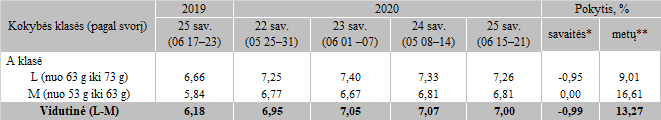 Kokybės klasės (pagal svorį) 2019 2020 Pokytis, %
25 sav. (06 17–23) 22 sav. (05 25–31) 23 sav. (06 01 –07) 24 sav. (06 08–14) 25 sav. (06 15–21) savaitės* metų**
A klasė
L (nuo 63 g iki 73 g) 6,66 7,25 7,40 7,33 7,26 -0,95 9,01
M (nuo 53 g iki 63 g) 5,84 6,77 6,67 6,81 6,81 0,00 16,61
Vidutinė (L-M) 6,18 6,95 7,05 7,07 7,00 -0,99 13,27